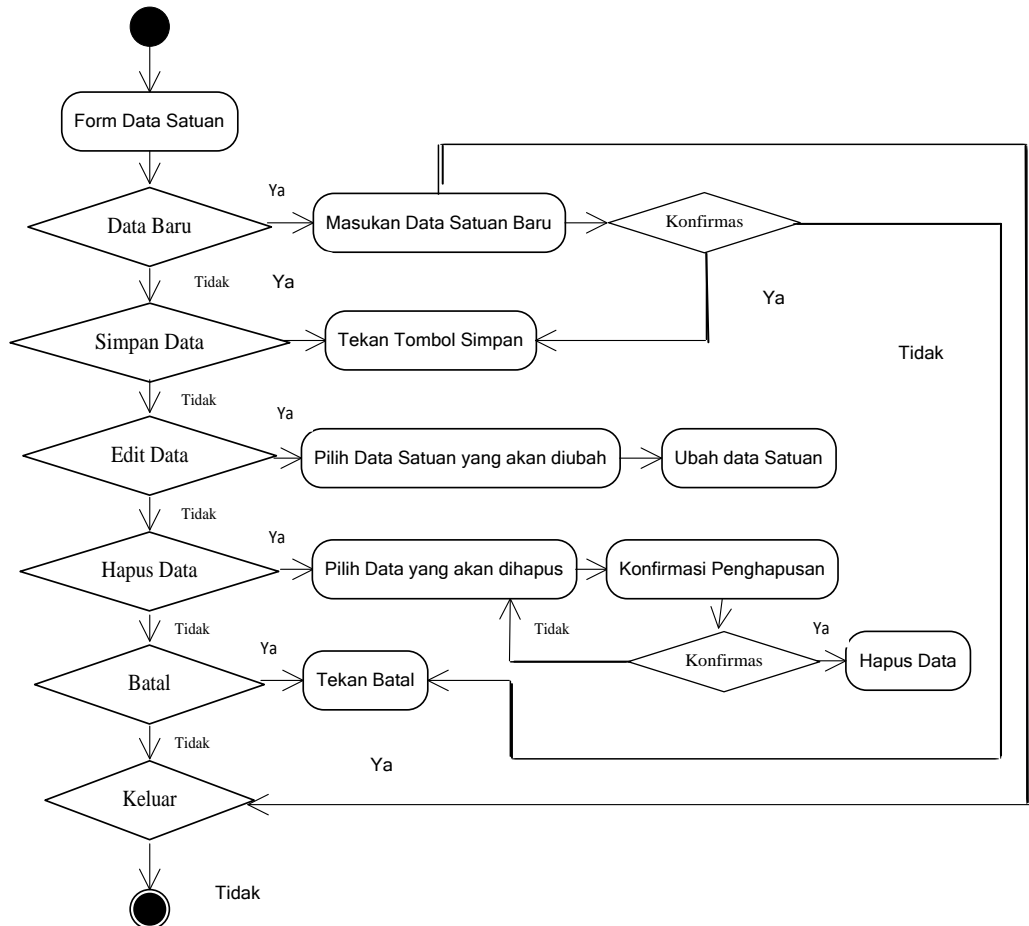 Form Data Satuan
Ya
Data Baru
Masukan Data Satuan Baru
Konfirmas
Tidak
Ya
Ya
Simpan Data
Tekan Tombol Simpan
Tidak
Tidak
Ya
Edit Data
Pilih Data Satuan yang akan diubah
Ubah data Satuan
Tidak
Ya
Hapus Data
Pilih Data yang akan dihapus
Konfirmasi Penghapusan
Tidak
Tidak
Ya
Ya
Batal
Tekan Batal
Konfirmas
Hapus Data
Tidak
Ya
Keluar
Tidak